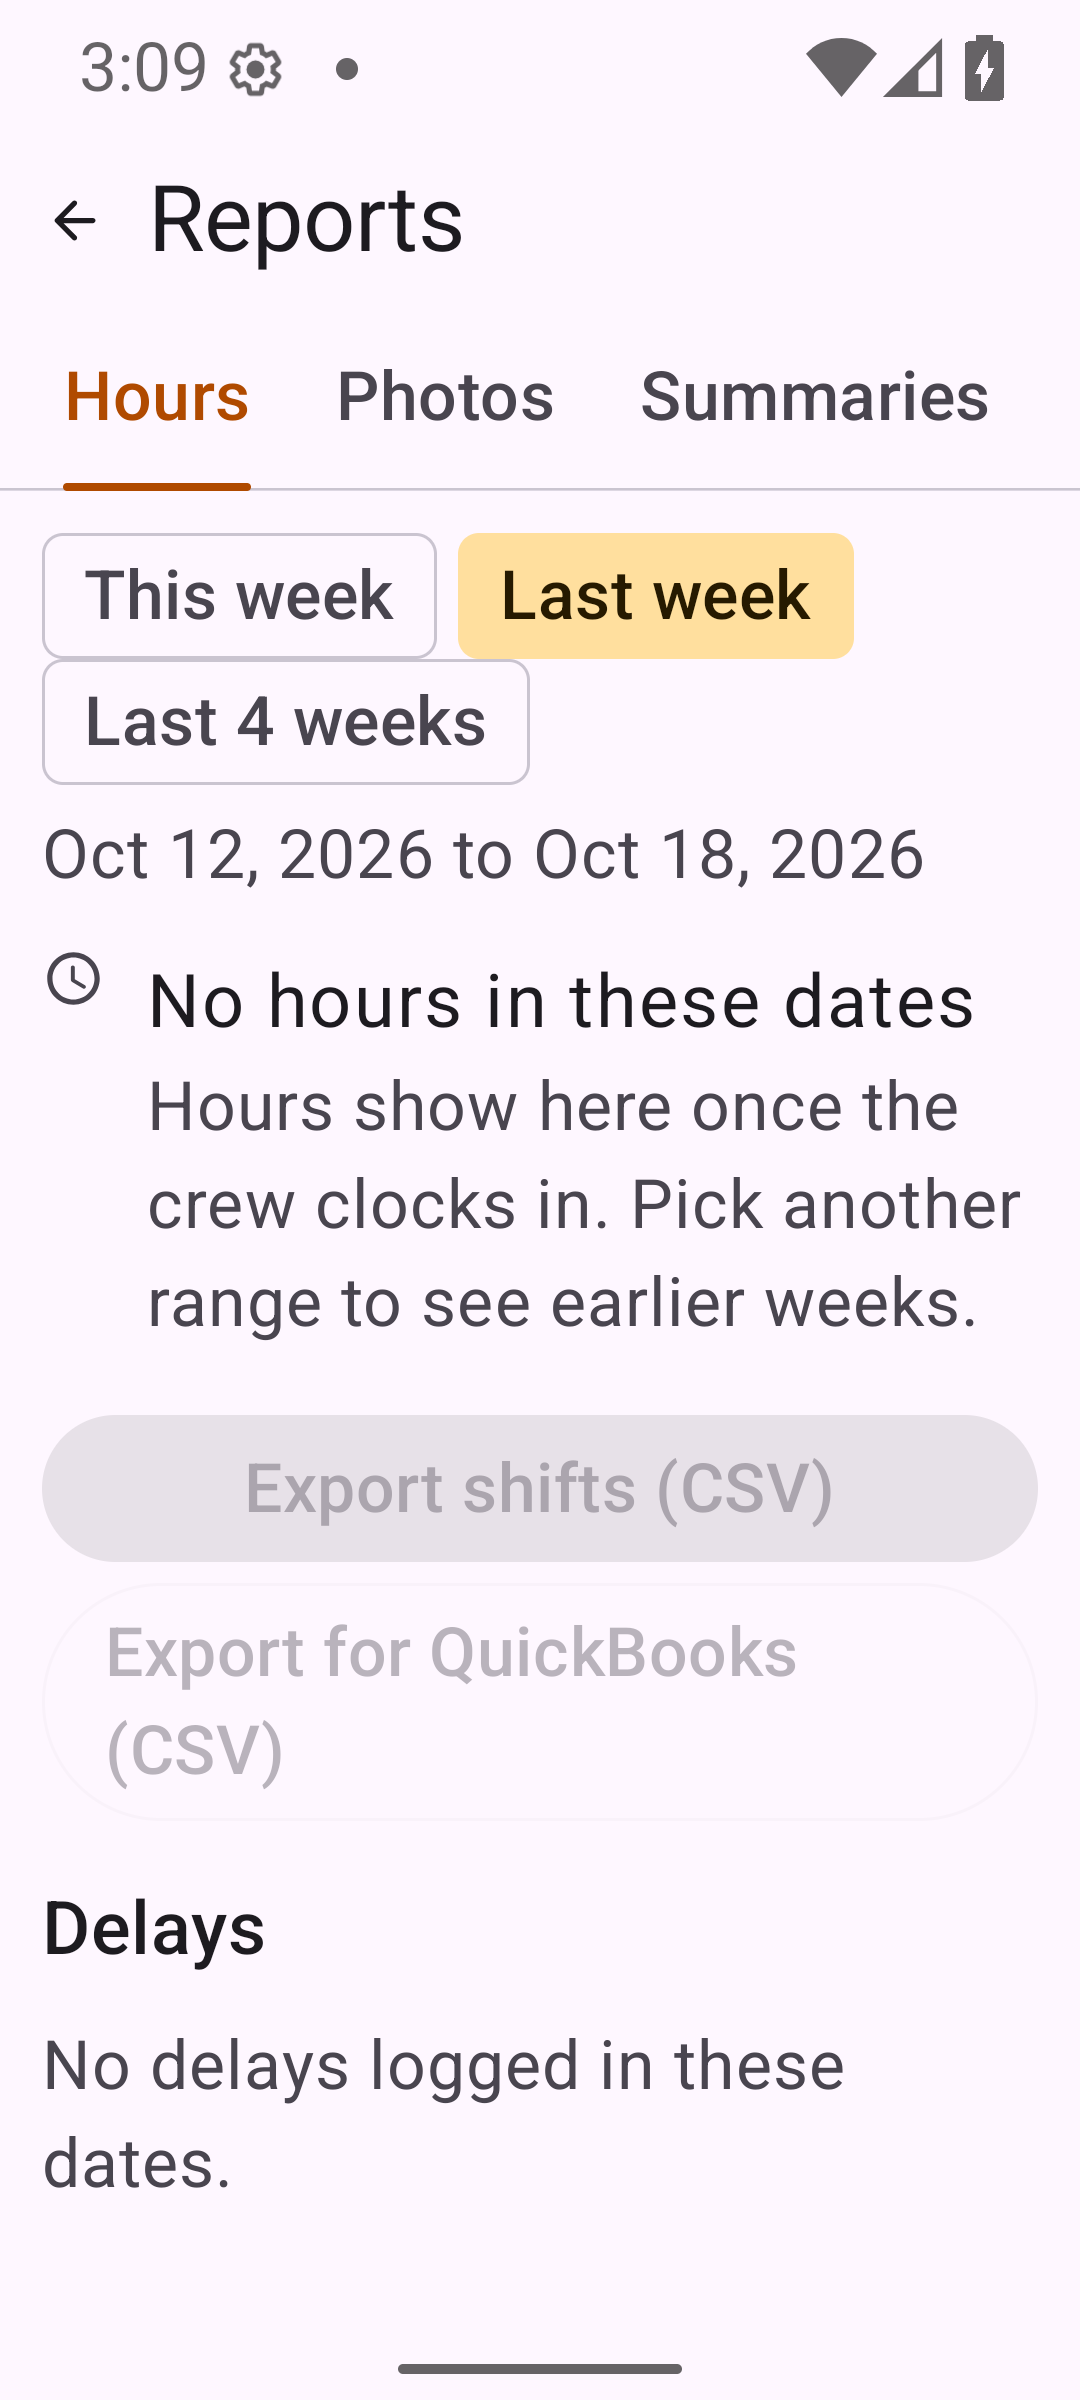 3:09
Reports
Hours Photos Summaries
This week Last week
Last 4 weeks
Oct 12, 2026 to Oct 18, 2026
No hours in these dates
Hours show here once the
crew clocks in. Pick another
range to see earlier weeks.
Export shifts (CSV)
Export for QuickBooks
(CSV)
Delays
No delays logged in these
dates.